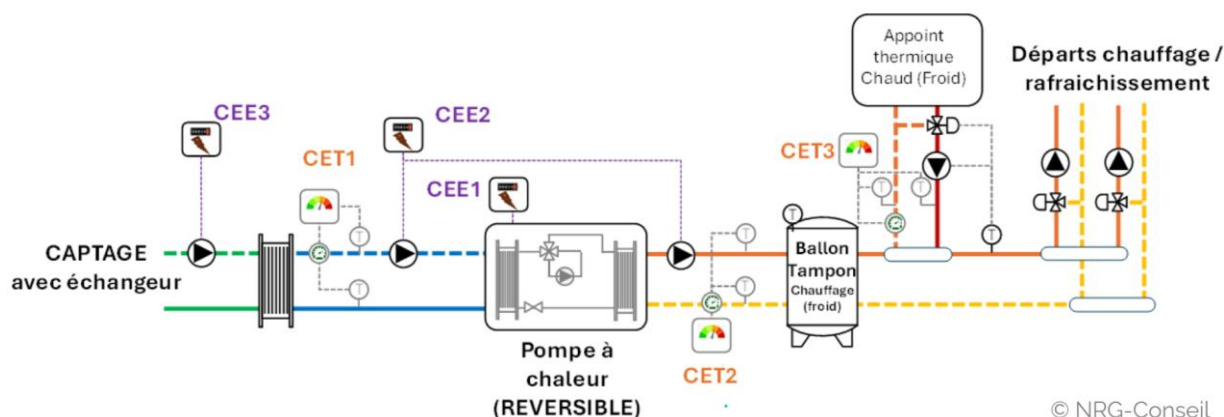 Appoint
thermique
Chaud (Froid)
Départs chauffage /
rafraichissement
CEE3
CEE2
CET1
CET3
CEE1
T
T
T
T
T
T
T
T
CAPTAGE
avec échangeur
Ballon
Tampon
Chauffage
(froid)
Pompe à
chaleur
(REVERSIBLE)
CET2
© NRG-Conseil